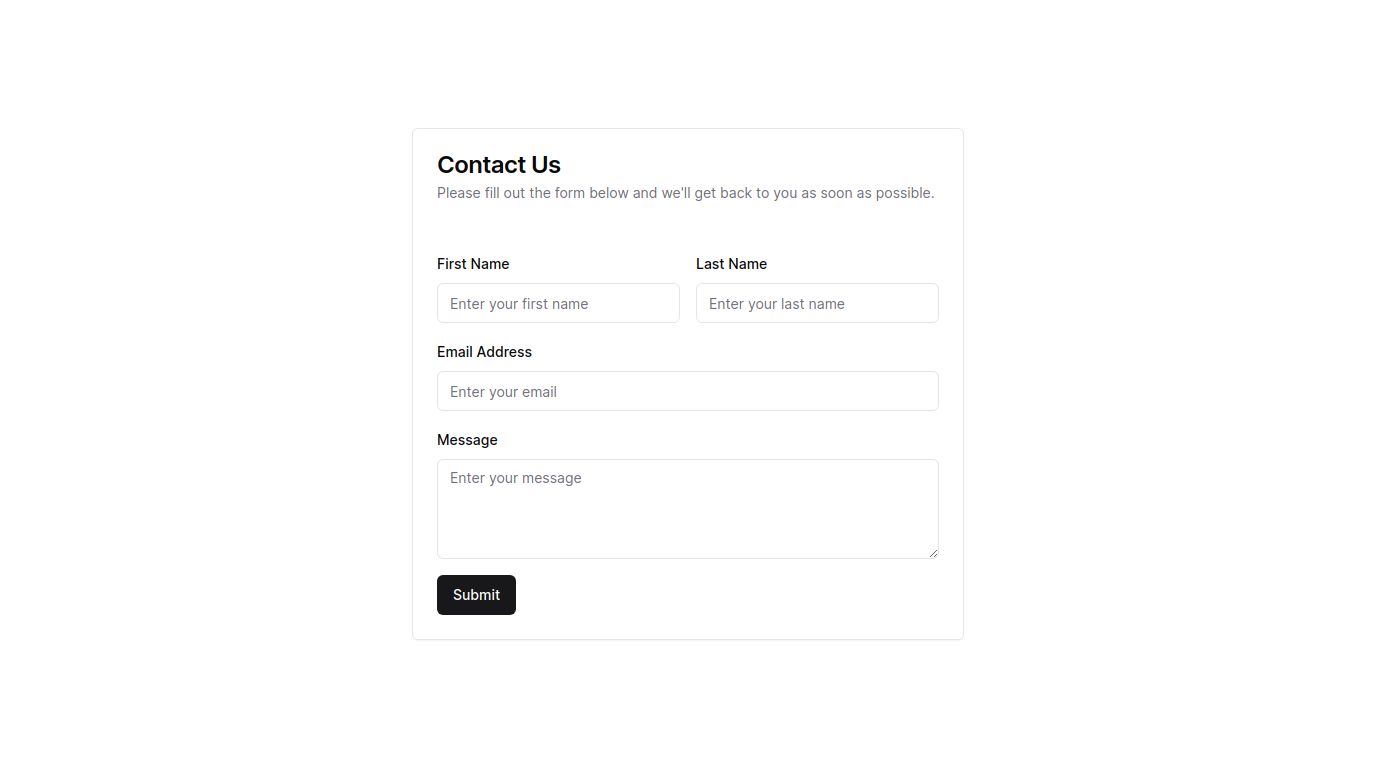 Contact Us
Please fill out the form below and we'll get back to you as soon as possible.
First Name
Last Name
Enter your first name
Enter your last name
Email Address
Enter your email
Message
Enter your message
Submit